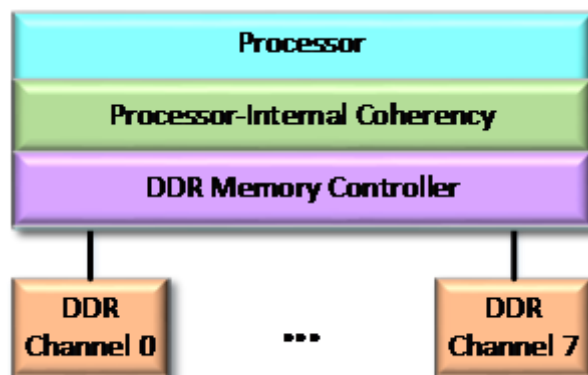 Processor
Processor-Internal Coherency
DDR Memory Controller
DDR
Channel 0
...
DDR
Channel 7